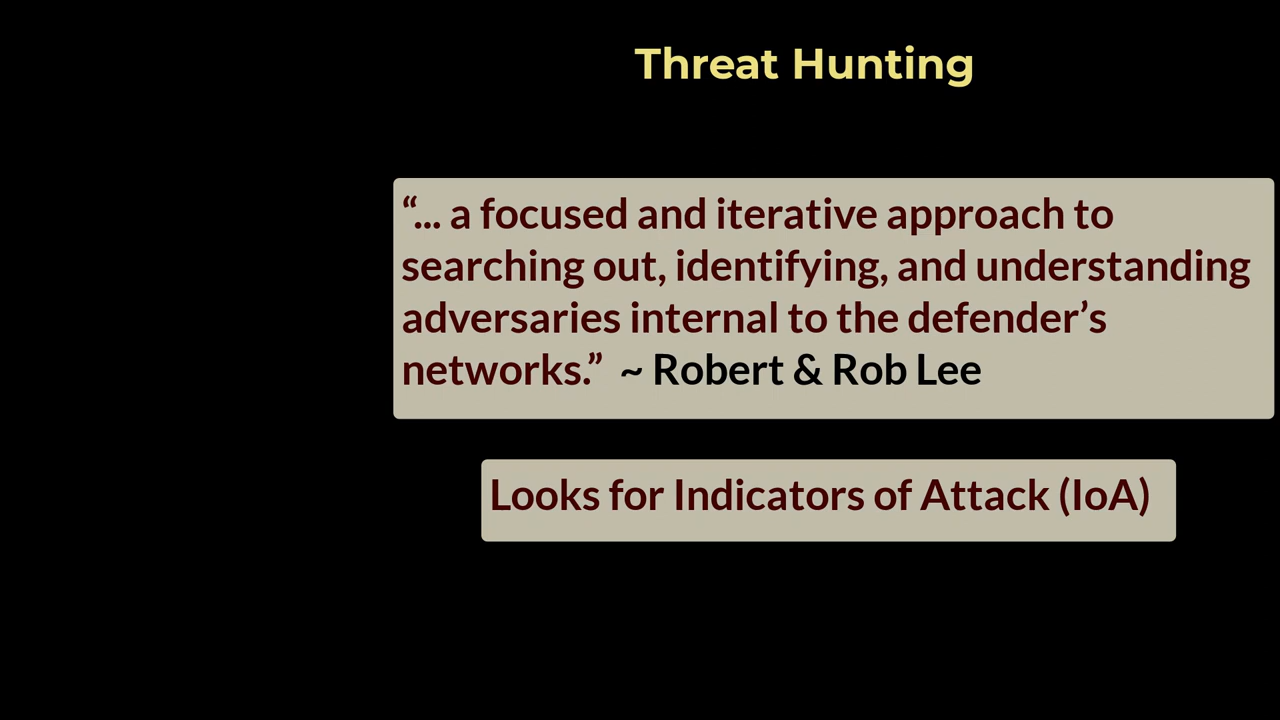 Threat Hunting
“... a focused and iterative approach to
searching out, identifying, and understanding
adversaries internal to the defender’s
networks.” ~ Robert & Rob Lee
Looks for Indicators of Attack (IoA)